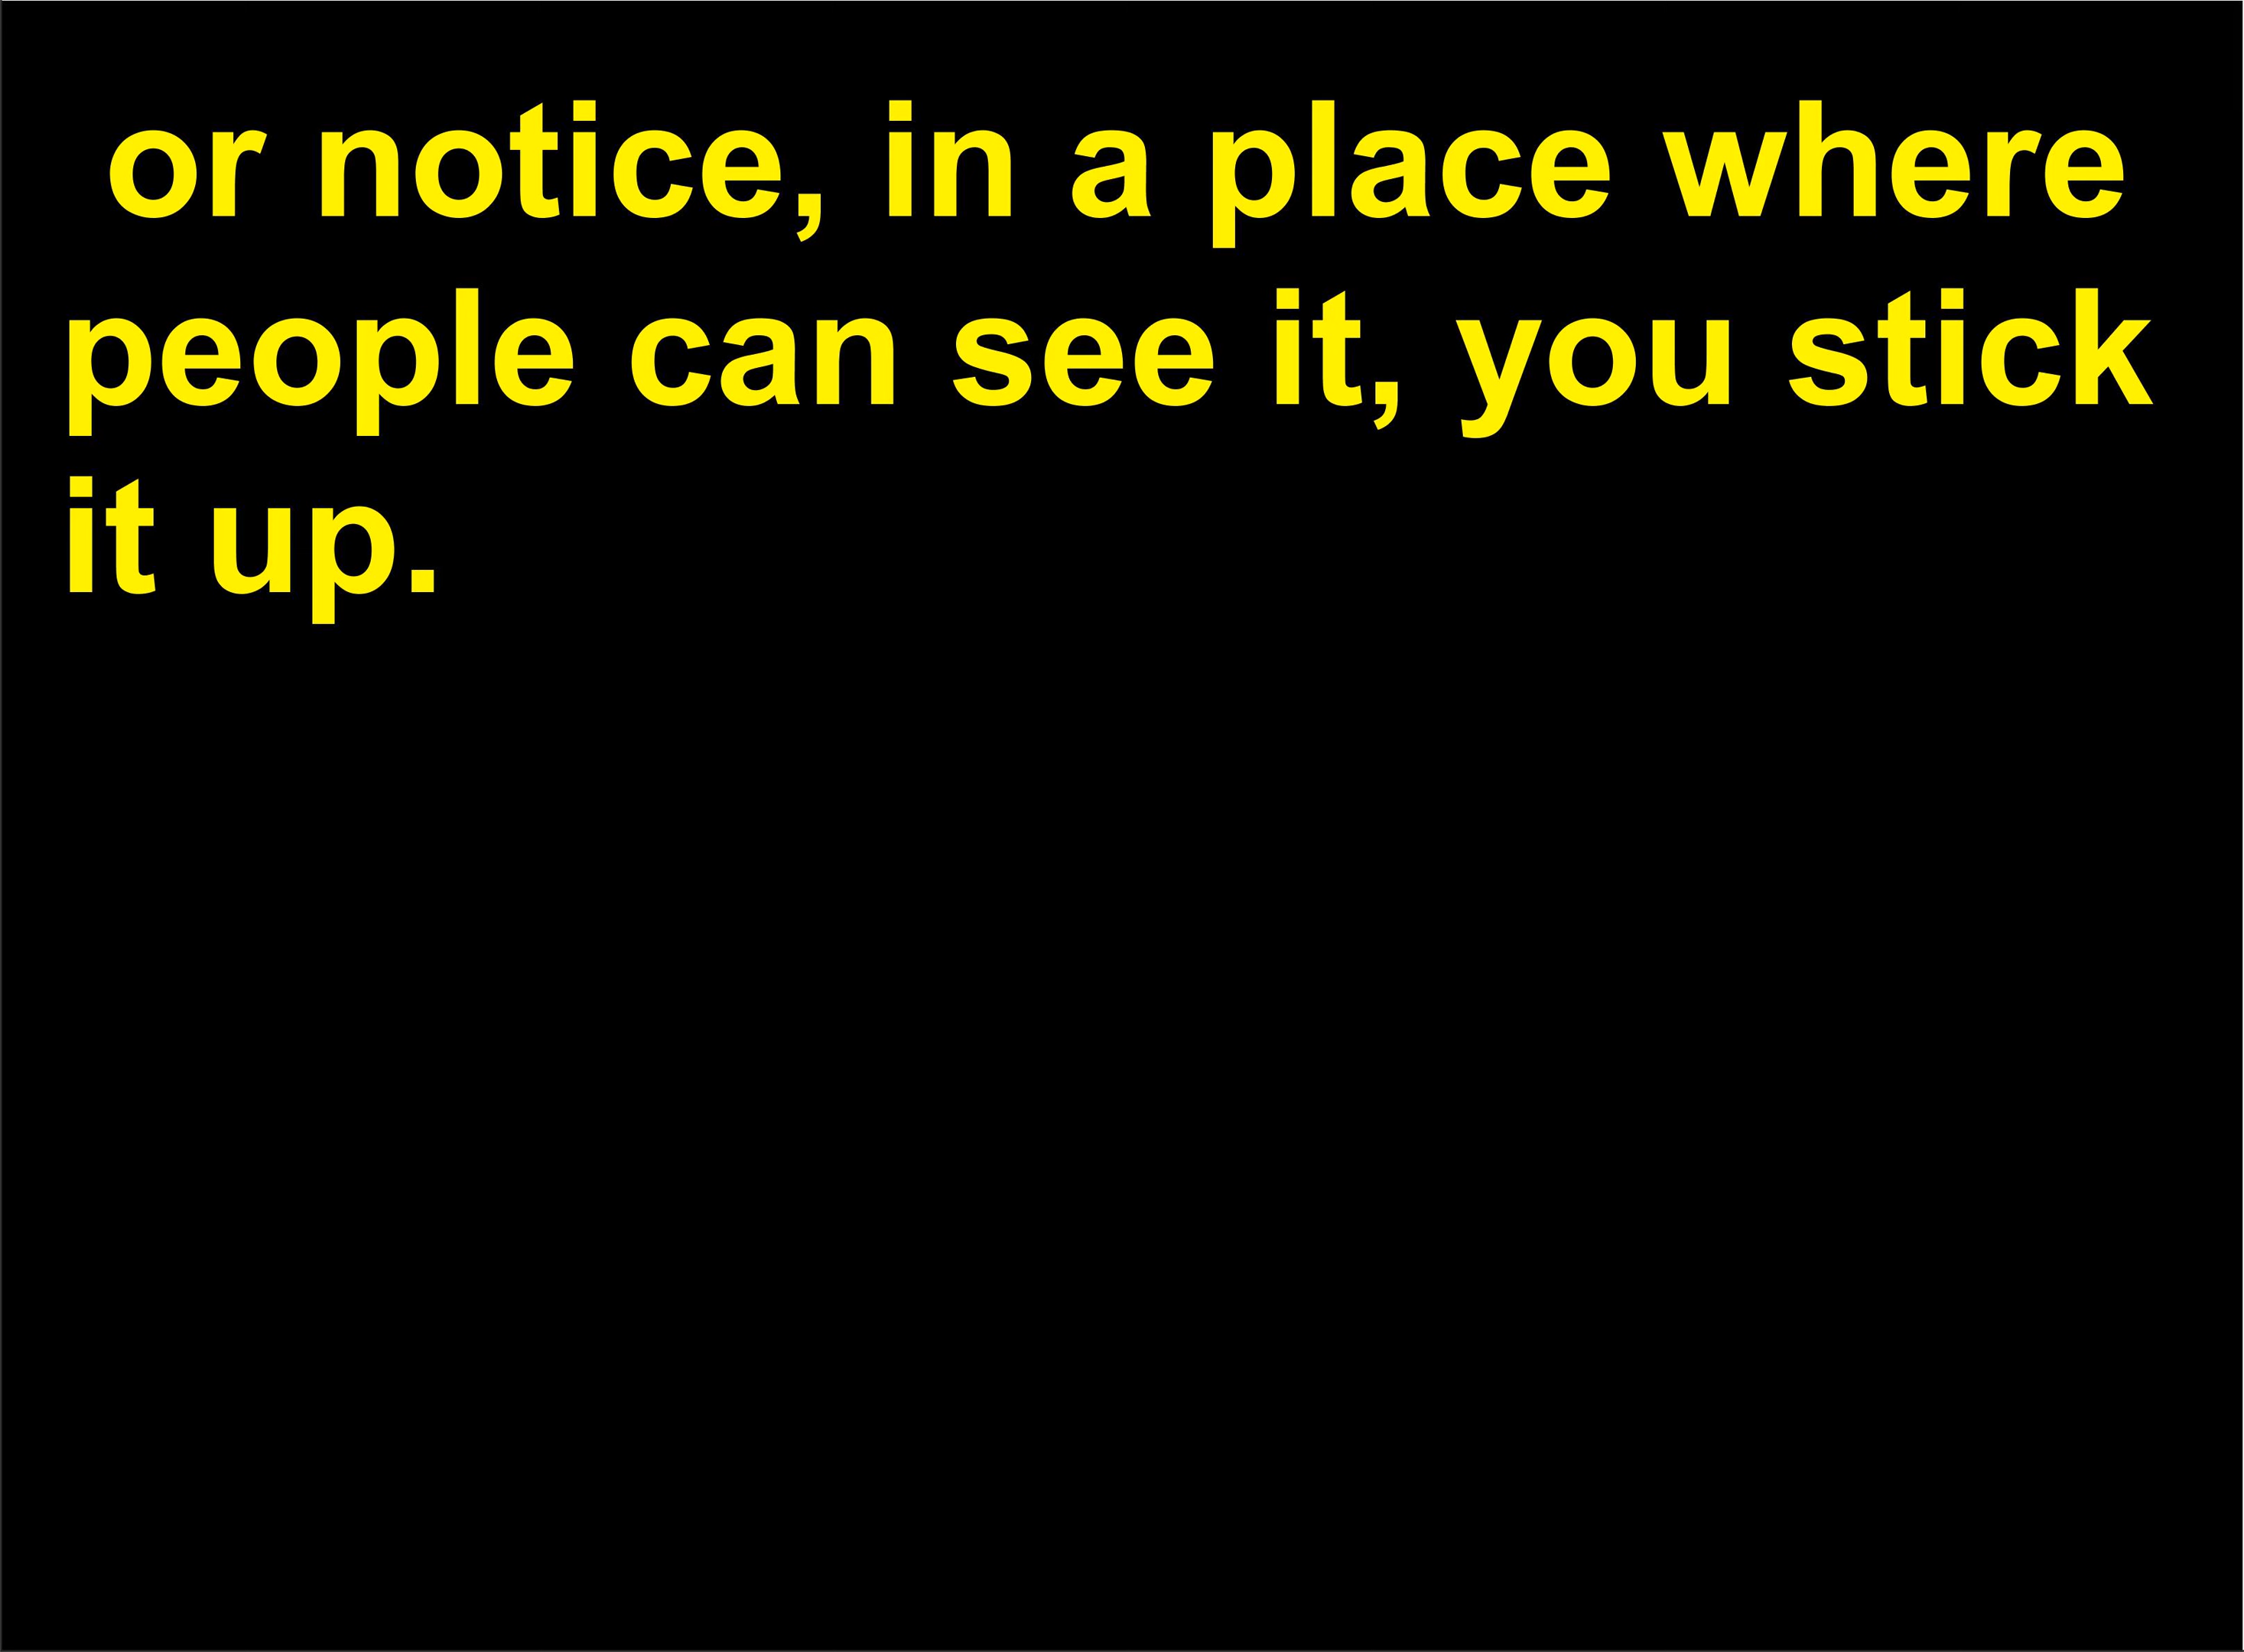 or notice, in a place where
people can see it, you stick
it up.